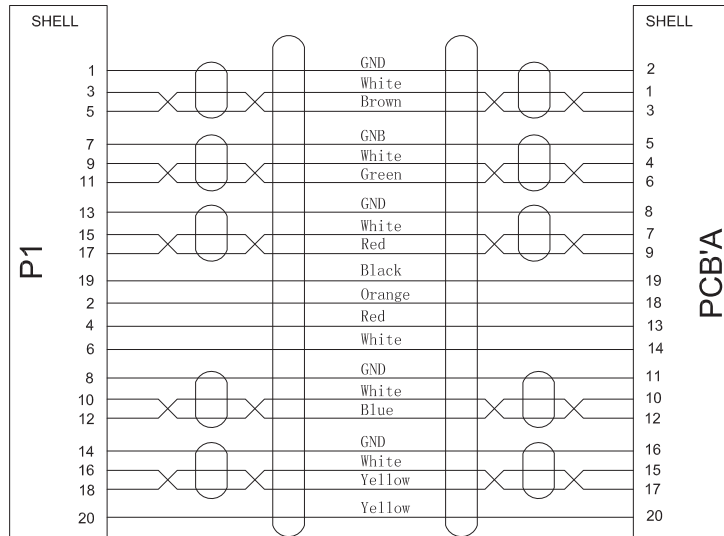 SHELL SHELL
1 GND 2
3 White 1
5 Brown 3
7 GNB 5
9 White 4
11 Green 6
13 GND 8
15 White 7
17 Red 9
19 Black 19
2 Orange 18
4 Red 13
6 White 14
8 GND 11
10 White 10
12 Blue 12
14 GND 16
16 White 15
18 Yellow 17
20 Yellow 20
P1
PCB'A